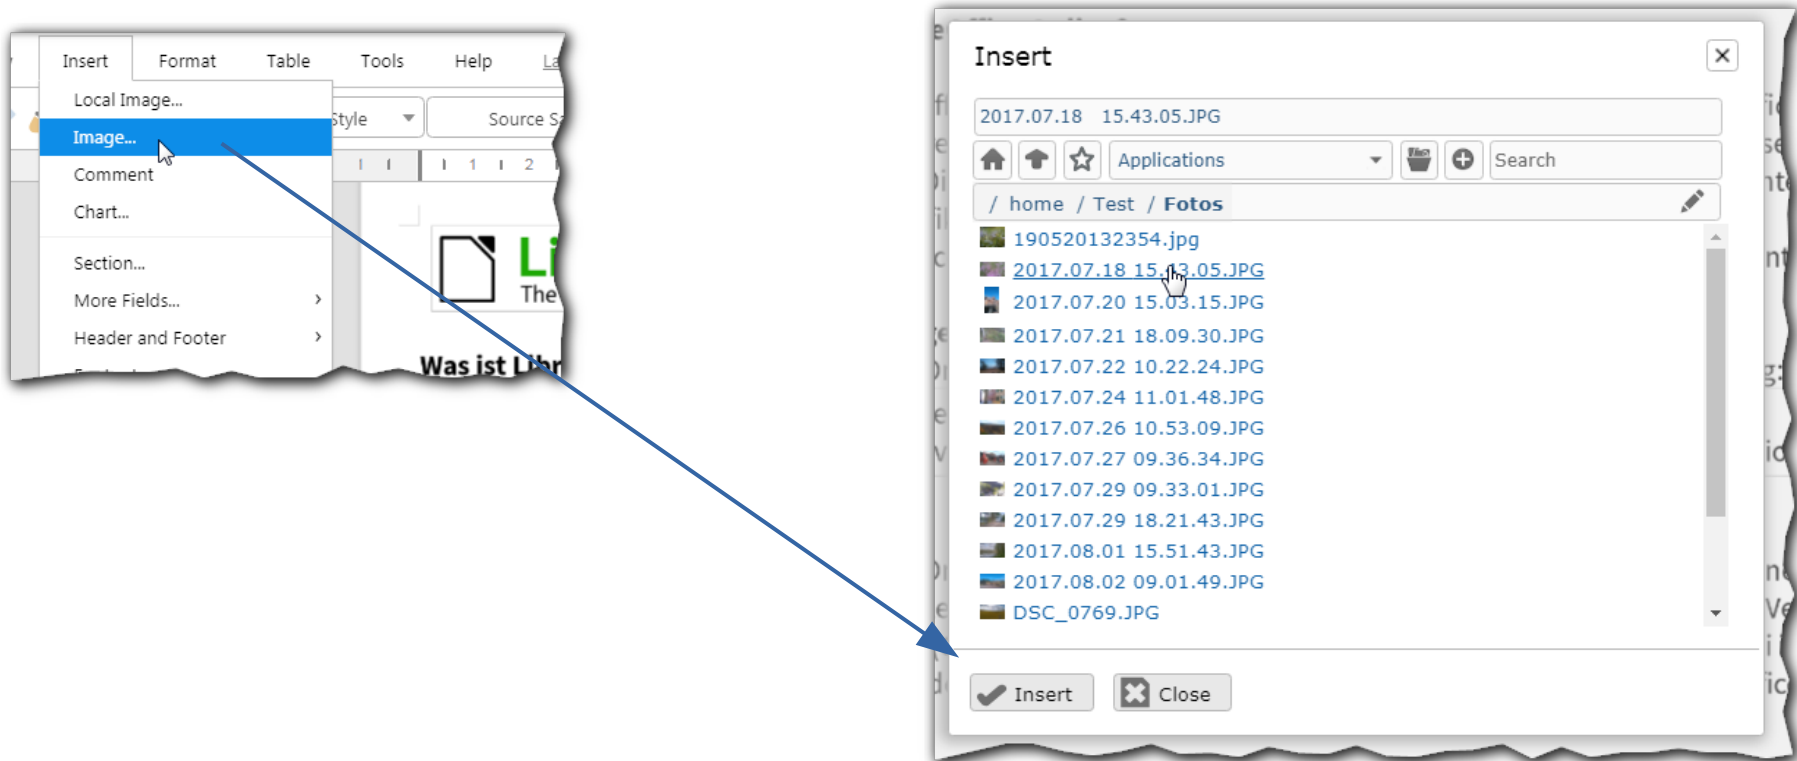 Insert Format Table Tools Help
Local Image...
Style Source
Image...
1 2
Comment
Chart...
Section...
More Fields...
The
Header and Footer
Was ist Libr
Insert
2017.07.18 15.43.05.JPG
Applications Search
/ home / Test / Fotos
190520132354.jpg
2017.07.18 15.43.05.JPG
2017.07.20 15.03.15.JPG
2017.07.21 18.09.30.JPG
2017.07.22 10.22.24.JPG
2017.07.24 11.01.48.JPG
2017.07.26 10.53.09.JPG
2017.07.27 09.36.34.JPG
2017.07.29 09.33.01.JPG
2017.07.29 18.21.43.JPG
2017.08.01 15.51.43.JPG
2017.08.02 09.01.49.JPG
DSC_0769.JPG
Insert Close